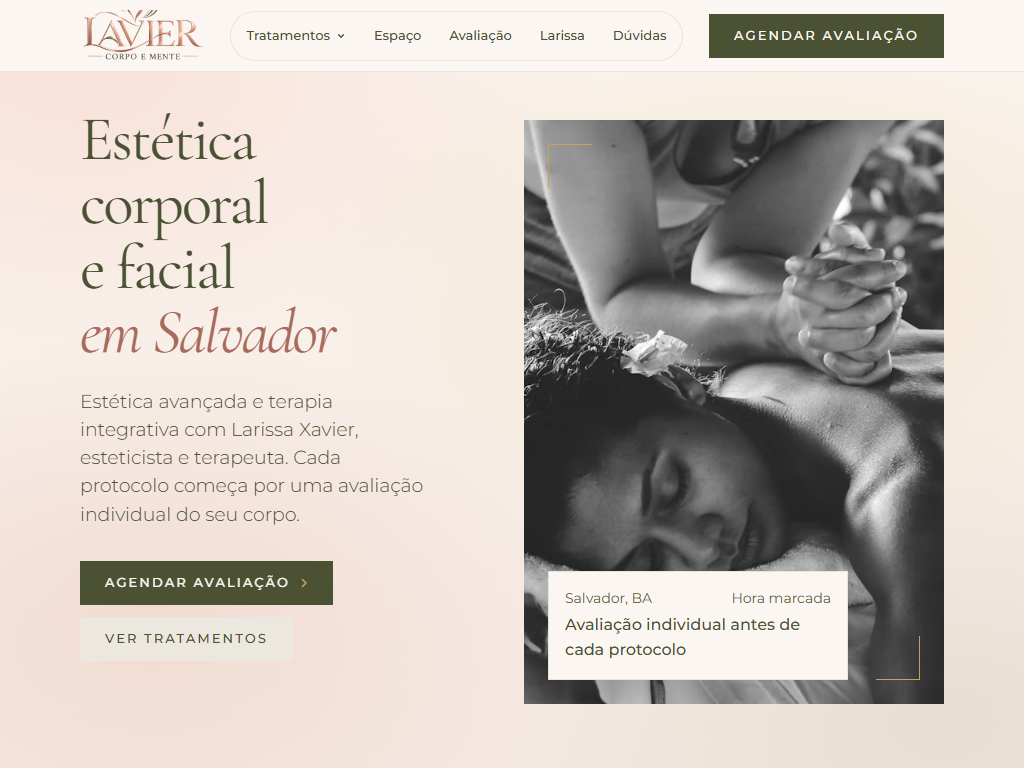 LAVIER
CORPO E MENTE
Tratamentos
Espaço
Avaliação
Larissa
Dúvidas
AGENDAR AVALIAÇÃO
Estética
corporal
e facial
em Salvador
Estética avançada e terapia
integrativa com Larissa Xavier,
esteticista e terapeuta. Cada
protocolo começa por uma avaliação
individual do seu corpo.
AGENDAR AVALIAÇÃO
VER TRATAMENTOS
Salvador, BA
Hora marcada
Avaliação individual antes de
cada protocolo